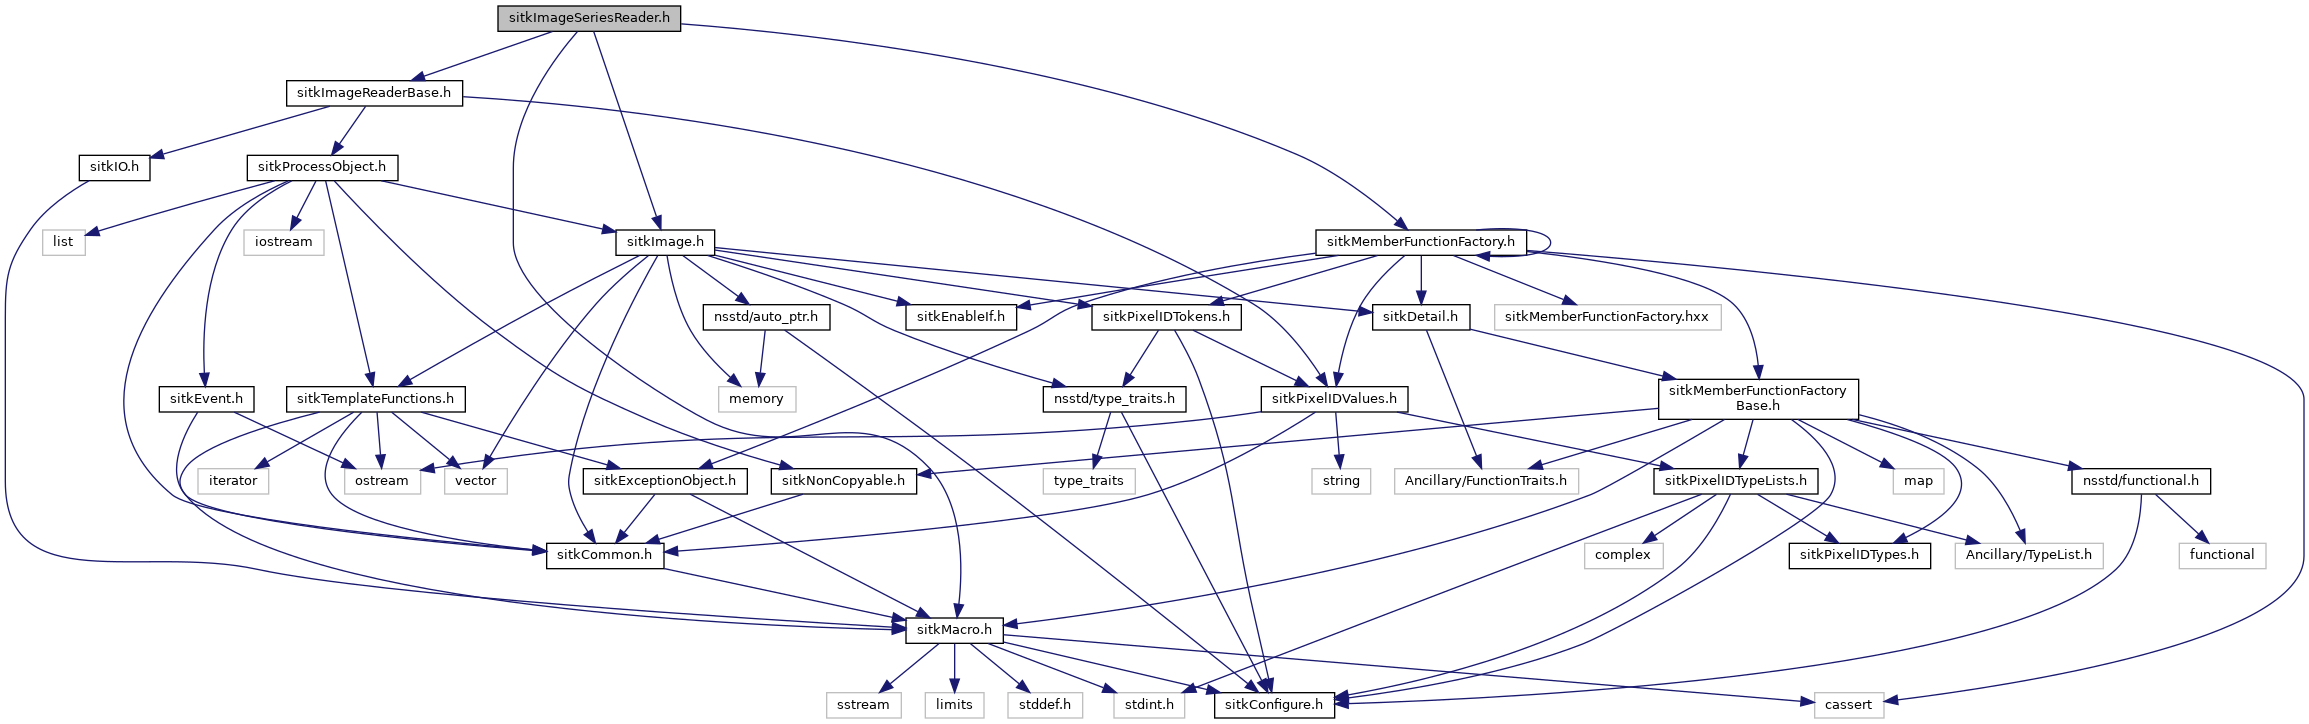 sitkImageSeriesReader.h
sitkImageReaderBase.h
sitkIO.h
sitkProcessObject.h
list
iostream
sitkImage.h
sitkMemberFunctionFactory.h
nsstd/auto_ptr.h
sitkEnableIf.h
sitkPixelIDTokens.h
sitkDetail.h
sitkMemberFunctionFactory.hxx
sitkEvent.h
sitkTemplateFunctions.h
memory
nsstd/type_traits.h
sitkPixelIDValues.h
sitkMemberFunctionFactory
Base.h
iterator
ostream
vector
sitkExceptionObject.h
sitkNonCopyable.h
type_traits
string
Ancillary/FunctionTraits.h
sitkPixelIDTypeLists.h
map
nsstd/functional.h
sitkCommon.h
complex
sitkPixelIDTypes.h
Ancillary/TypeList.h
functional
sitkMacro.h
sstream
limits
stddef.h
stdint.h
sitkConfigure.h
cassert